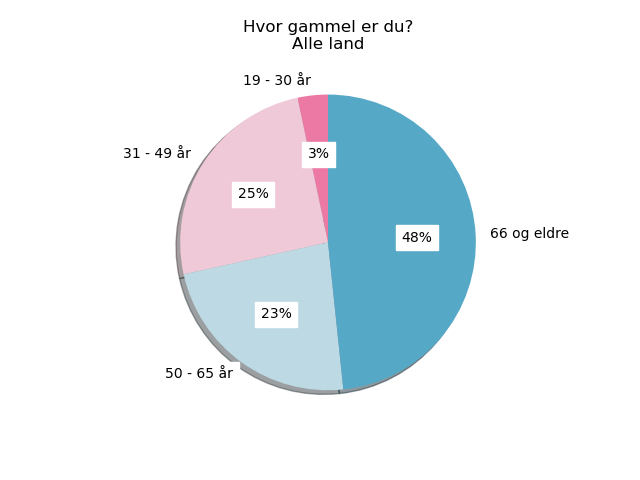 Hvor gammel er du?
Alle land
19 - 30 år
31 - 49 år
3%
25%
48%
66 og eldre
23%
50 - 65 år